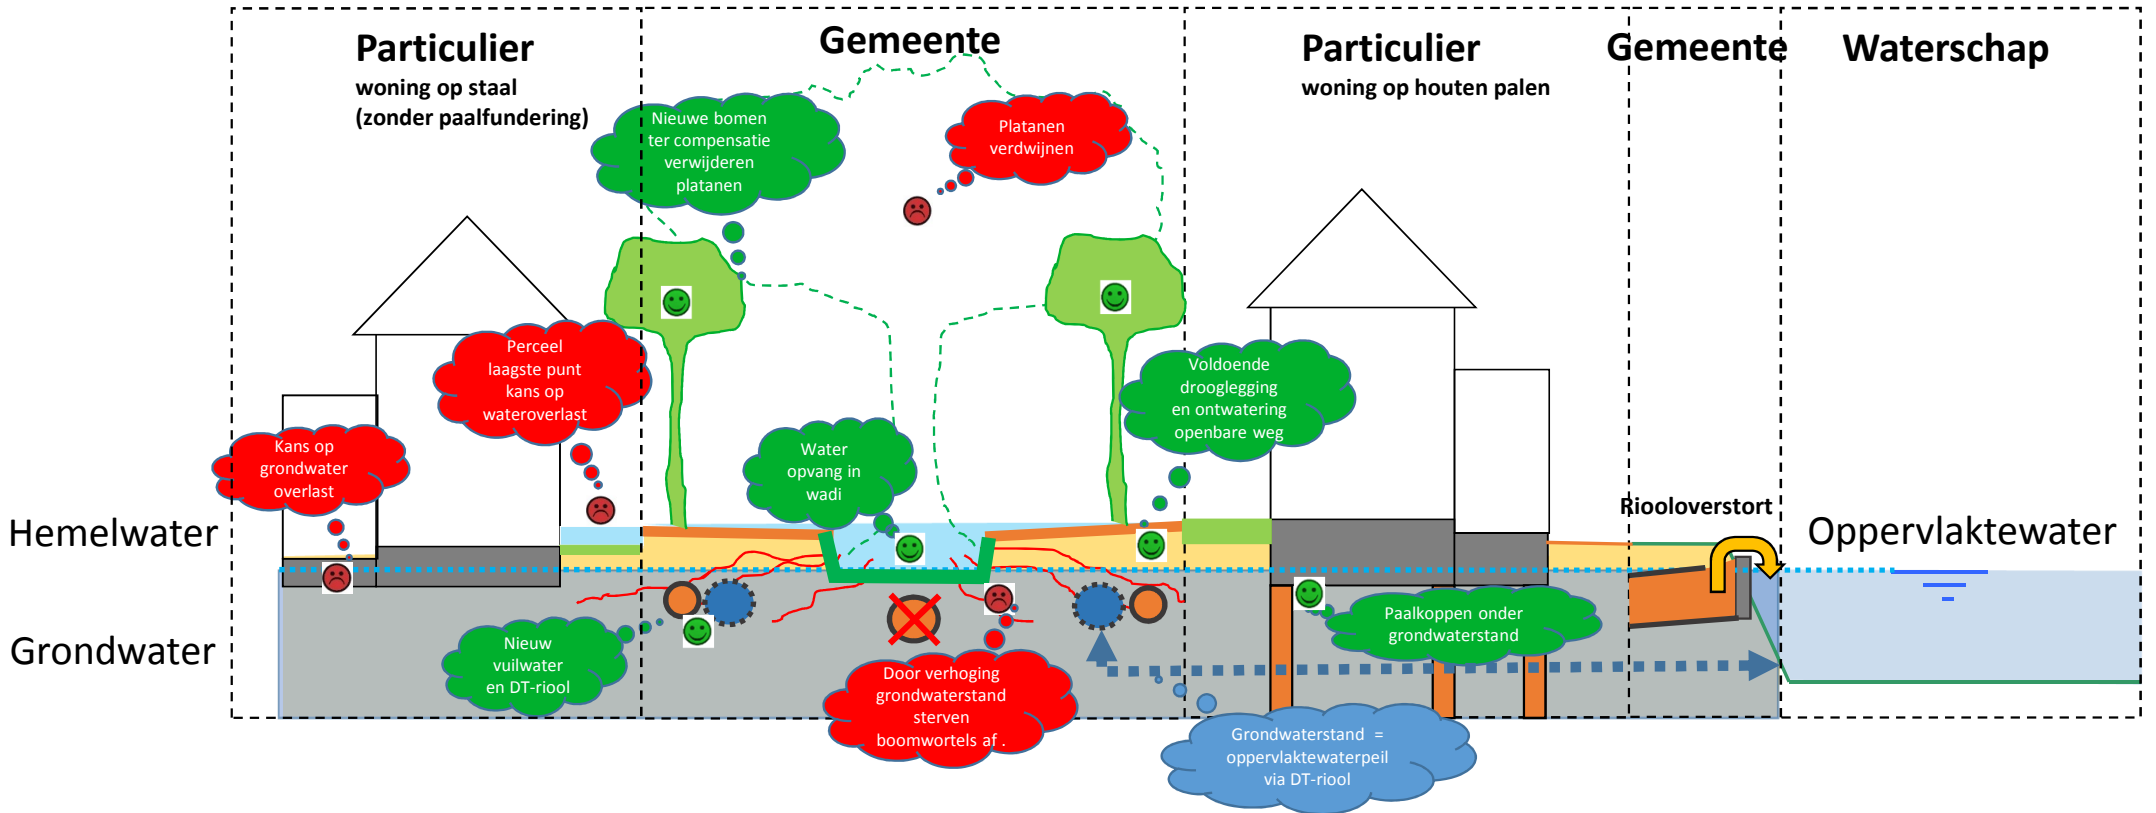 Particulier
woning op staal
(zonder paalfundering)
Gemeente
Particulier
woning op houten palen
Gemeente
Waterschap
Nieuwe bomen
ter compensatie
verwijderen
platanen
Platanen
verdwijnen
Perceel
laagste punt
kans op
wateroverlast
Voldoende
drooglegging
en ontwatering
openbare weg
Kans op
grondwater
overlast
Water
opvang in
wadi
Riooloverstort
Hemelwater
Oppervlaktewater
Grondwater
Nieuw
vuilwater
en DT-riool
Paalkoppen onder
grondwaterstand
Door verhoging
grondwaterstand
sterven
boomwortels af .
Grondwaterstand =
oppervlaktewaterpeil
via DT-riool